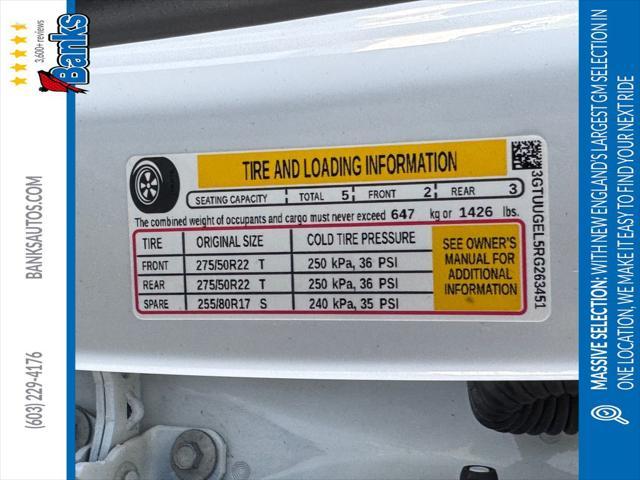 3,600+ reviews
Banks
BANKSAUTOS.COM
(603) 229-4176
TIRE AND LOADING INFORMATION
SEATING CAPACITY TOTAL 5 FRONT 2 REAR 3
The combined weight of occupants and cargo must never exceed 647 kg or 1426 lbs.
TIRE ORIGINAL SIZE COLD TIRE PRESSURE
FRONT 275/50R22 T 250 kPa, 36 PSI
REAR 275/50R22 T 250 kPa, 36 PSI
SPARE 255/80R17 S 240 kPa, 35 PSI
SEE OWNER'S
MANUAL FOR
ADDITIONAL
INFORMATION
3GTUUGEL5RG263451
MASSIVE SELECTION: WITH NEW ENGLAND'S LARGEST GM SELECTION IN
ONE LOCATION, WE MAKE IT EASY TO FIND YOUR NEXT RIDE